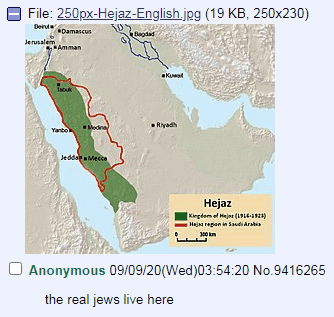 File: 250px-Hejaz-English.jpg (19 KB, 250x230)
Beirut
Damascus
Baghdad
Jerusalem
Amman
Kuwait
Tabuk
Yanbo
Medina
Riyadh
Jedda
Mecca
Hejaz
Kingdom of Hejaz (1916-1925)
Hejaz region in Saudi Arabia
0 300 km
Anonymous 09/09/20(Wed)03:54:20 No.9416265
the real jews live here